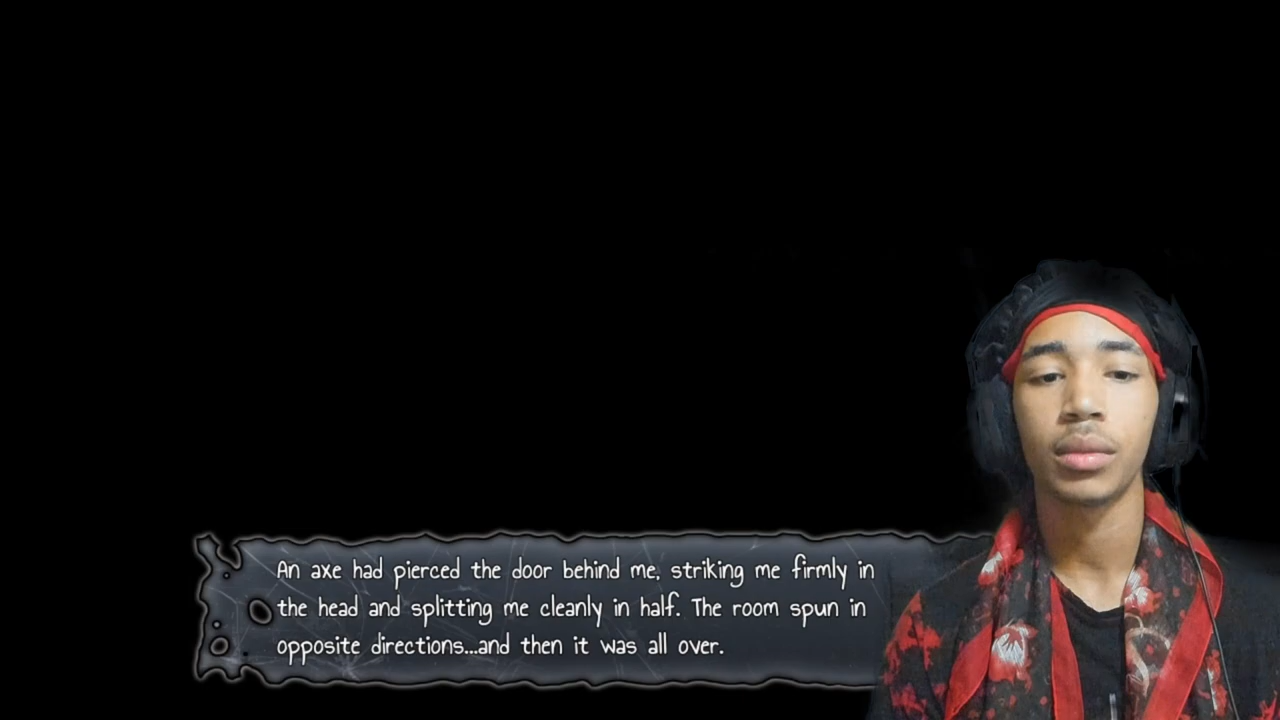 An axe had pierced the door behind me, striking me firmly in
the head and splitting me cleanly in half. The room spun in
opposite directions...and then it was all over.